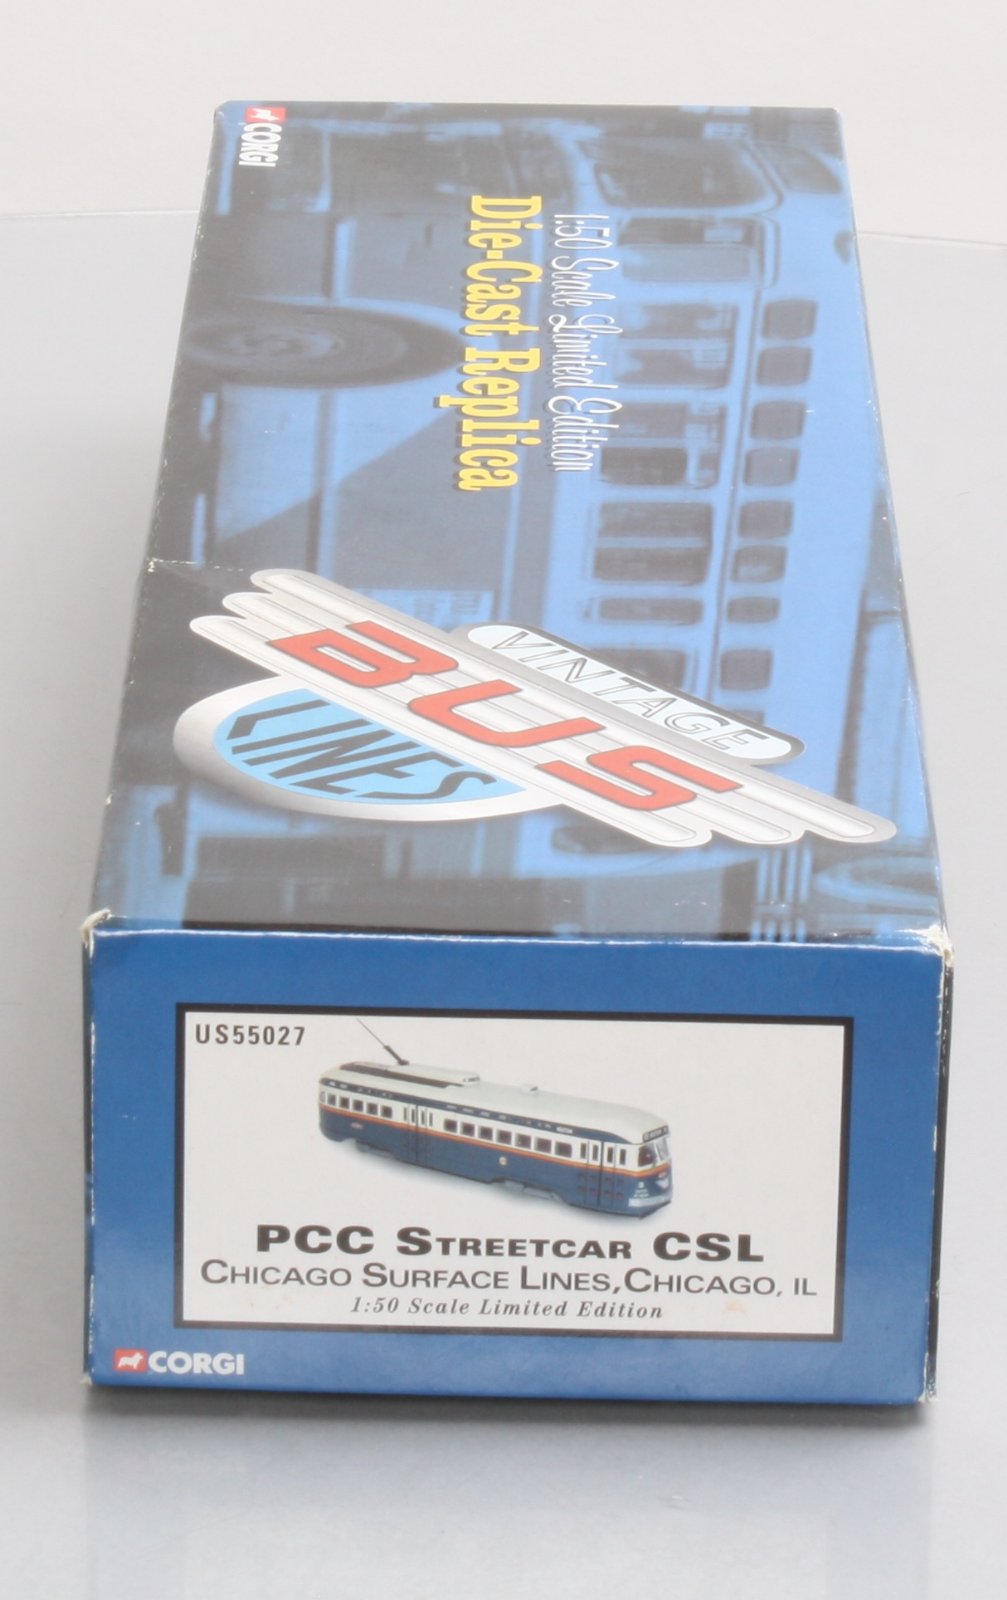 CORGI
1:50 Scale Limited Edition
Die-Cast Replica
VINTAGE
BUS
LINES
US55027
PCC STREETCAR CSL
CHICAGO SURFACE LINES, CHICAGO, IL
1:50 Scale Limited Edition
CORGI